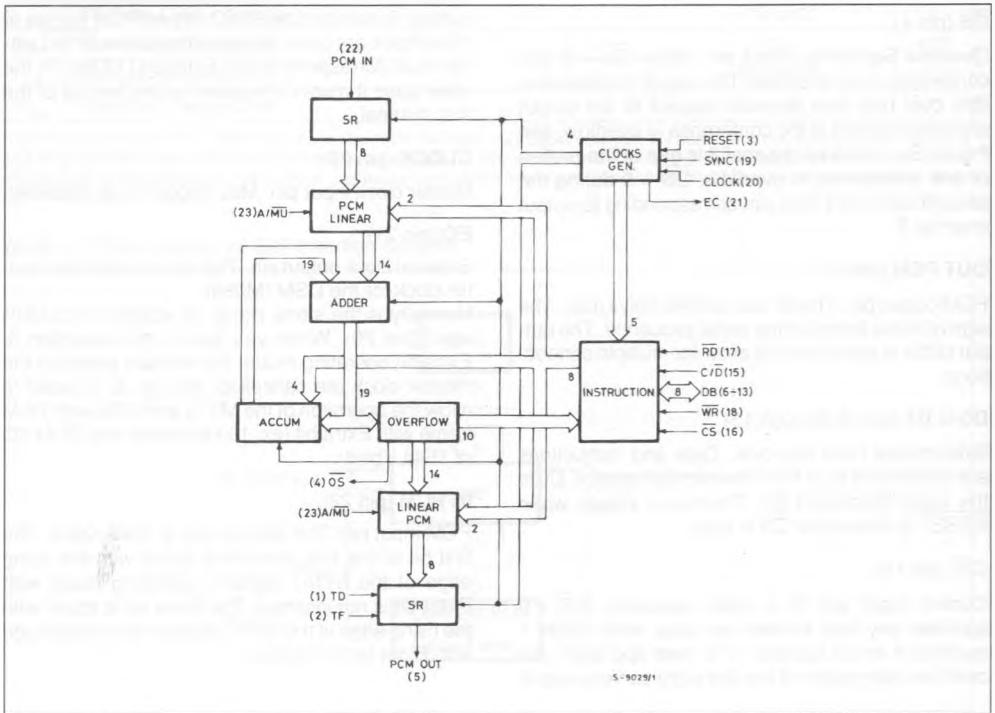 (22)
PCM IN
SR
8
4
CLOCKS
GEN.
RESET(3)
SYNC(19)
CLOCK(20)
EC (21)
2
(23)A/MU
PCM
LINEAR
19
14
ADDER
5
4
19
8
INSTRUCTION
RD(17)
C/D(15)
8
DB(6÷13)
WR(18)
CS(16)
ACCUM
OVERFLOW
10
(4) OS
14
(23)A/MU
LINEAR
PCM
2
8
(1) TD
(2) TF
SR
PCM OUT
(5)
S-9029/1